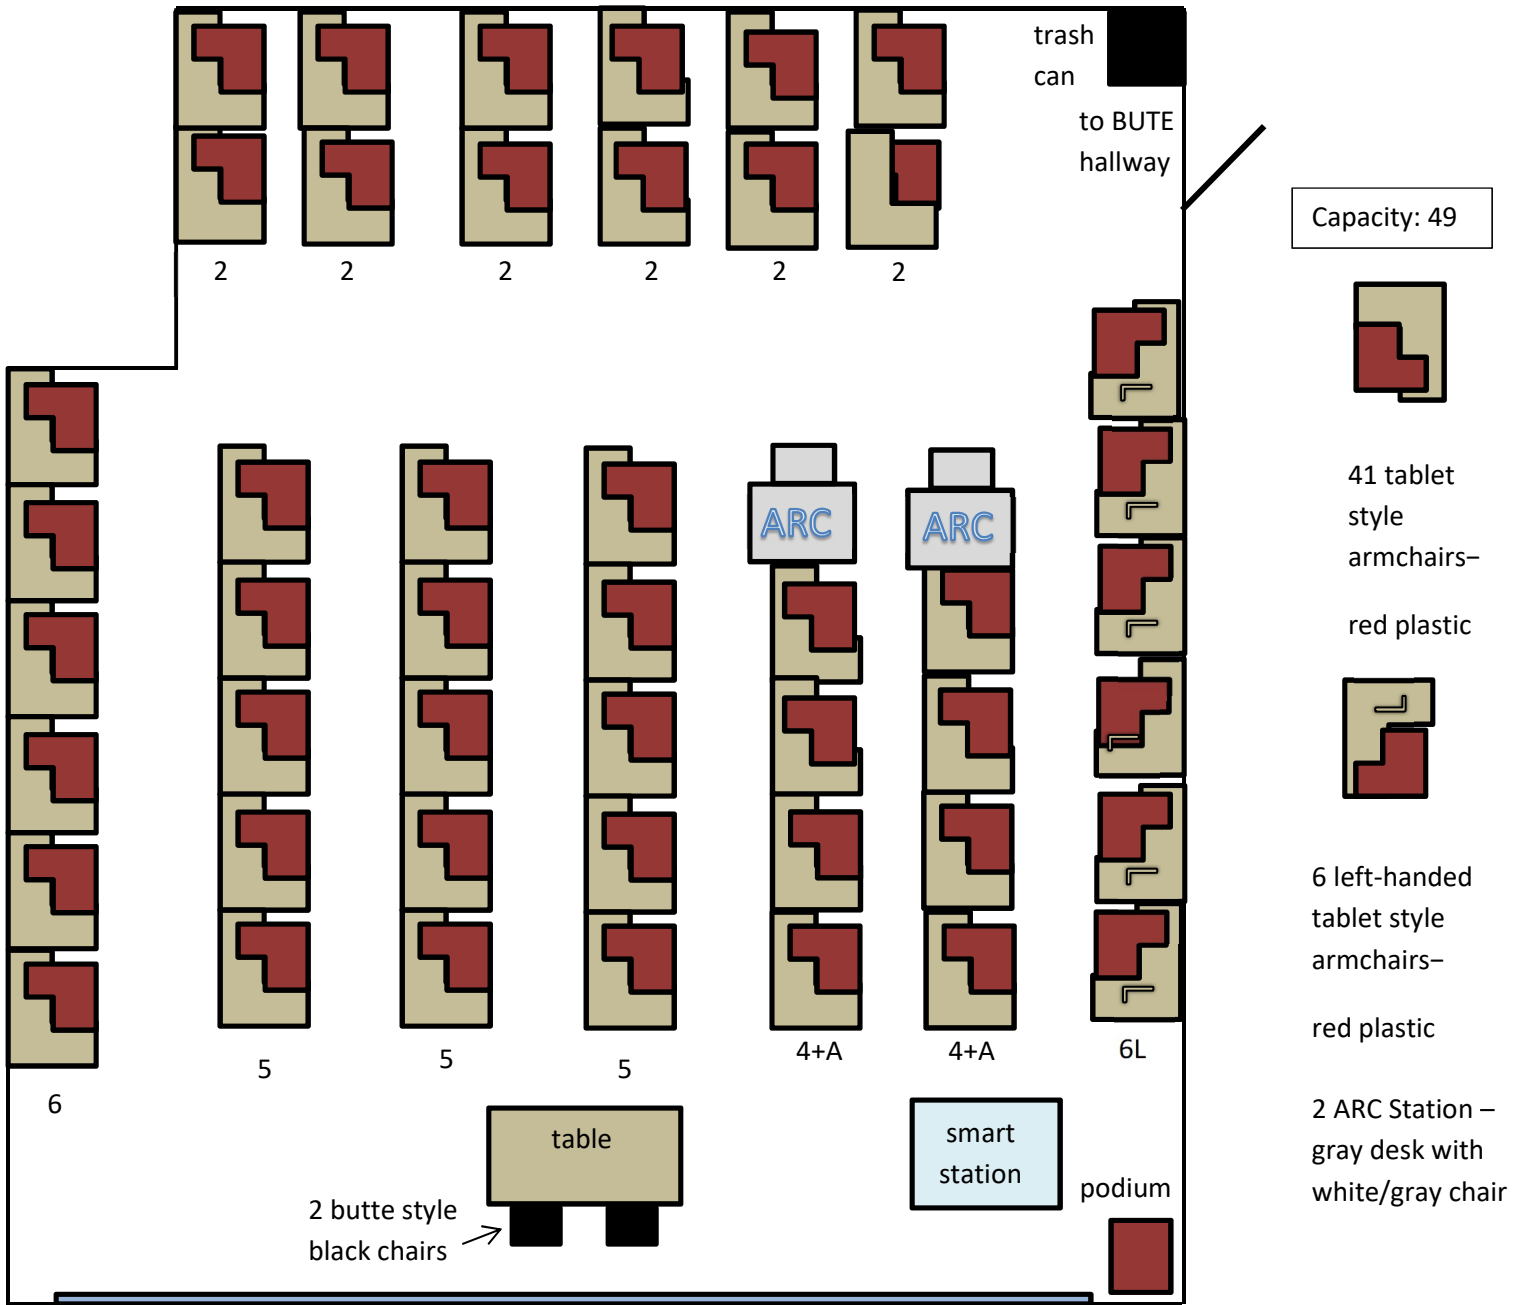 trash
can
to BUTE
hallway
2
2
2
2
2
2
Capacity: 49
ARC
ARC
41 tablet
style
armchairs–
red plastic
6 left-handed
tablet style
armchairs–
red plastic
2 ARC Station –
gray desk with
white/gray chair
6
5
5
5
4+A
4+A
6L
table
smart
station
podium
2 butte style
black chairs